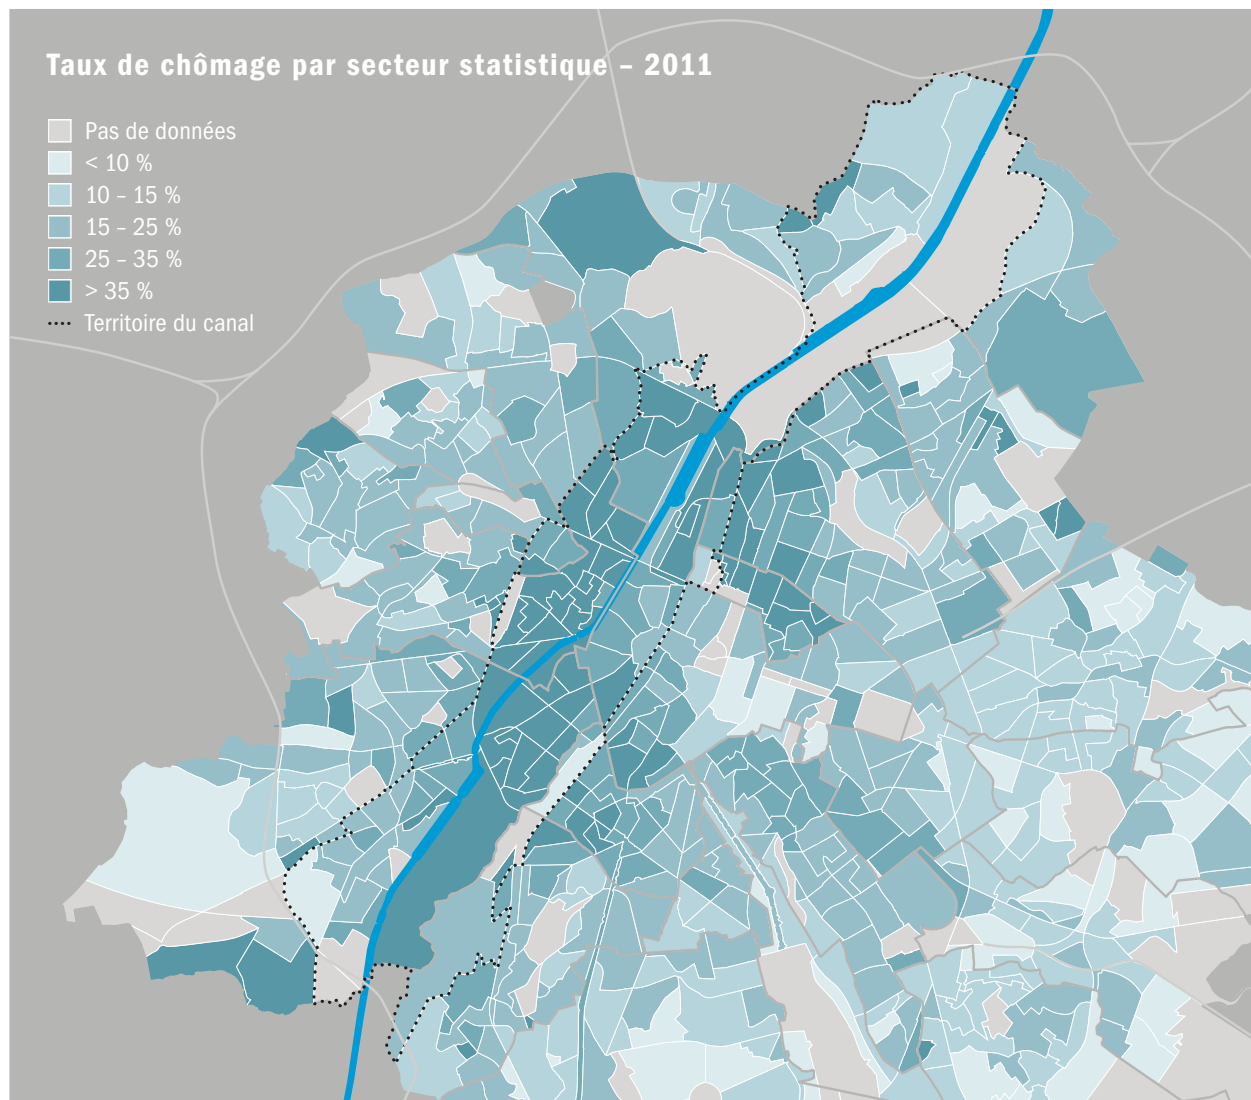 Taux de chômage par secteur statistique – 2011
Pas de données
< 10 %
10 – 15 %
15 – 25 %
25 – 35 %
> 35 %
Territoire du canal